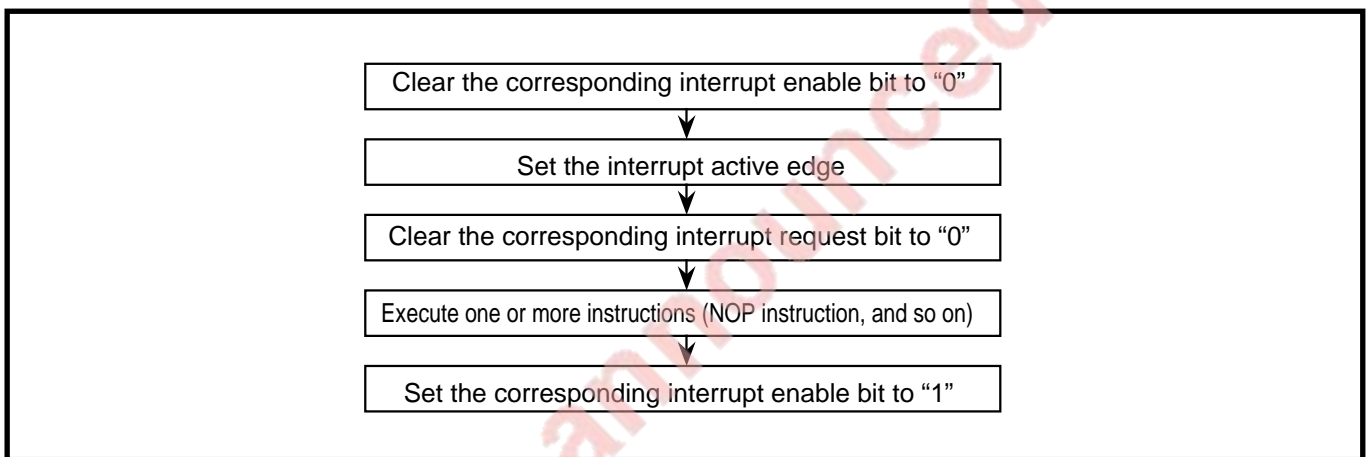 Clear the corresponding interrupt enable bit to “0”
Set the interrupt active edge
Clear the corresponding interrupt request bit to “0”
Execute one or more instructions (NOP instruction, and so on)
Set the corresponding interrupt enable bit to “1”
announced